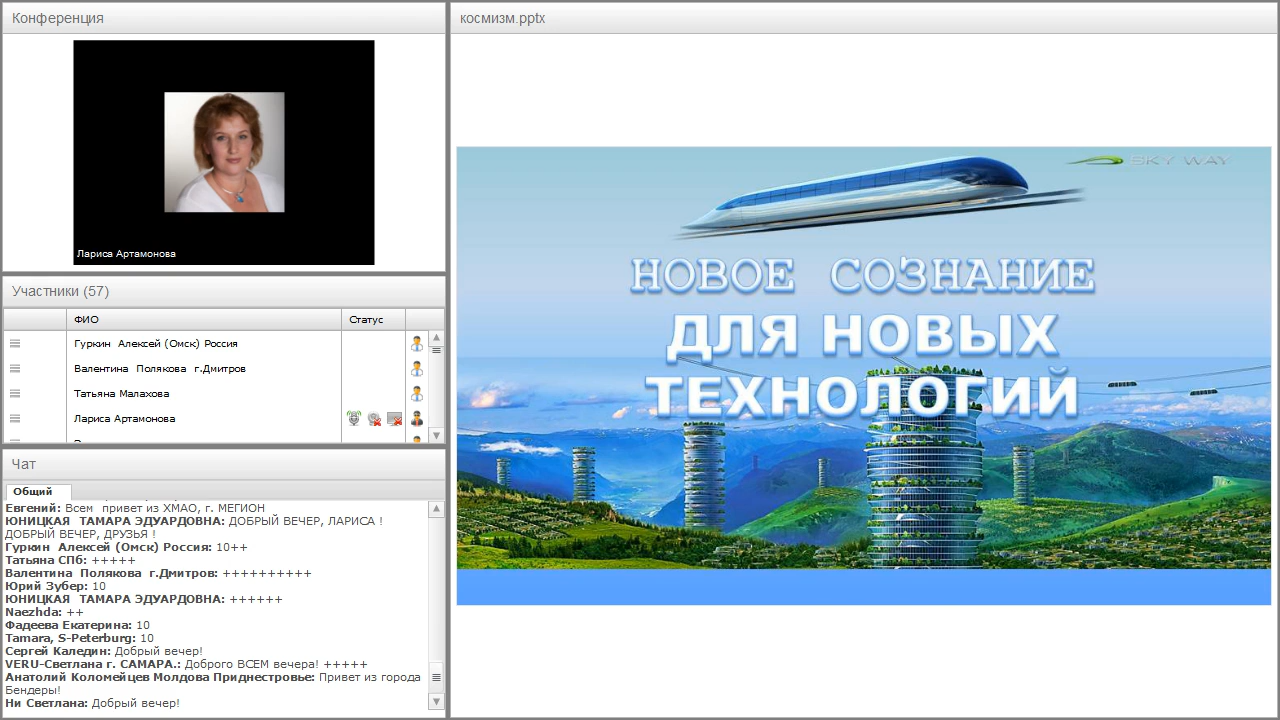 Конференция
Лариса Артамонова
Участники (57)
ФИО Статус
Гуркин Алексей (Омск) Россия
Валентина Полякова г.Дмитров
Татьяна Малахова
Лариса Артамонова
Чат
Общий
Евгений: Всем привет из ХМАО, г. МЕГИОН
ЮНИЦКАЯ ТАМАРА ЭДУАРДОВНА: ДОБРЫЙ ВЕЧЕР, ЛАРИСА !
ДОБРЫЙ ВЕЧЕР, ДРУЗЬЯ !
Гуркин Алексей (Омск) Россия: 10++
Татьяна СПб: +++++
Валентина Полякова г.Дмитров: ++++++++++
Юрий Зубер: 10
ЮНИЦКАЯ ТАМАРА ЭДУАРДОВНА: ++++++
Naezhda: ++
Фадеева Екатерина: 10
Tamara, S-Peterburg: 10
Сергей Каледин: Добрый вечер!
VERU-Светлана г. САМАРА.: Доброго ВСЕМ вечера! +++++
Анатолий Коломейцев Молдова Приднестровье: Привет из города
Бендеры!
Ни Светлана: Добрый вечер!
космизм.pptx
SKY WAY
НОВОЕ СОЗНАНИЕ
ДЛЯ НОВЫХ
ТЕХНОЛОГИЙ